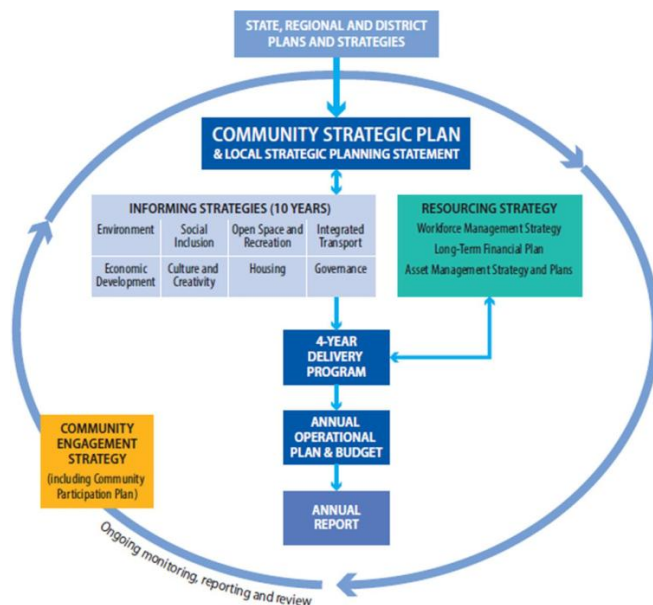 STATE, REGIONAL AND DISTRICT
PLANS AND STRATEGIES
COMMUNITY STRATEGIC PLAN
& LOCAL STRATEGIC PLANNING STATEMENT
INFORMING STRATEGIES (10 YEARS)
Environment
Social
Inclusion
Open Space and
Recreation
Integrated
Transport
Economic
Development
Culture and
Creativity
Housing
Governance
RESOURCING STRATEGY
Workforce Management Strategy
Long-Term Financial Plan
Asset Management Strategy and Plans
4-YEAR
DELIVERY
PROGRAM
ANNUAL
OPERATIONAL
PLAN & BUDGET
ANNUAL
REPORT
COMMUNITY
ENGAGEMENT
STRATEGY
(including Community
Participation Plan)
Ongoing monitoring, reporting and review